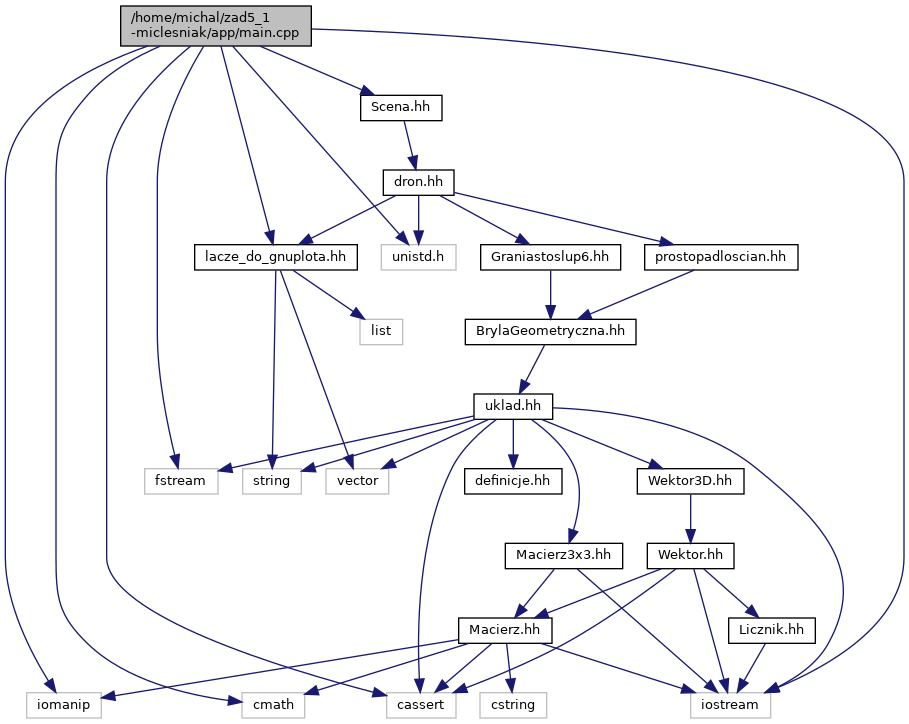 /home/michal/zad5_1
-miclesniak/app/main.cpp
Scena.hh
dron.hh
lacze_do_gnuplota.hh
unistd.h
Graniastoslup6.hh
prostopadloscian.hh
list
BrylaGeometryczna.hh
uklad.hh
fstream
string
vector
definicje.hh
Wektor3D.hh
Macierz3x3.hh
Wektor.hh
Macierz.hh
Licznik.hh
iomanip
cmath
cassert
cstring
iostream